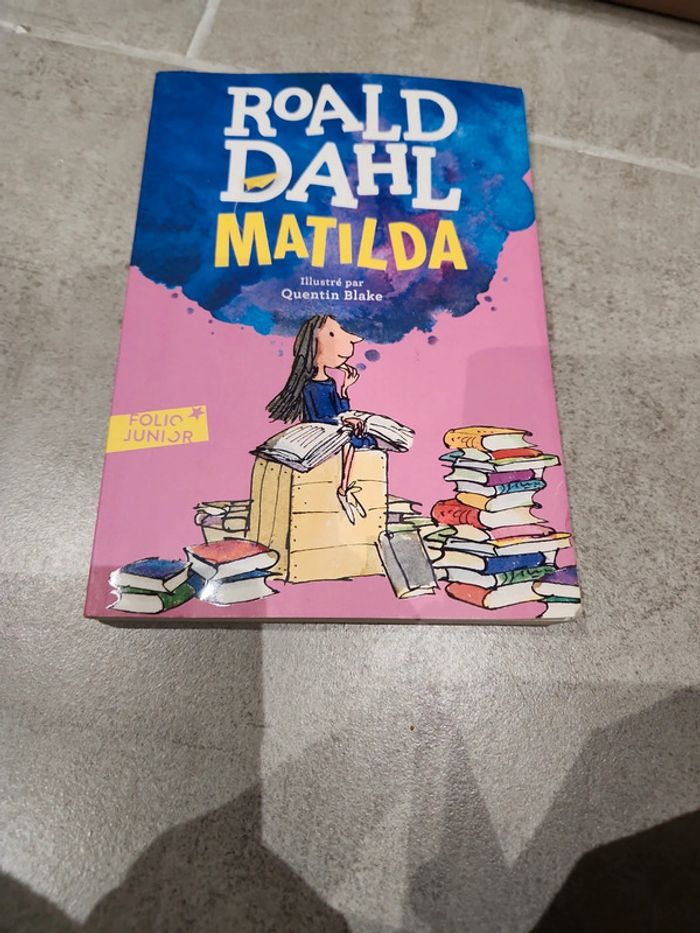 ROALD
DAHL
MATILDA
Illustré par
Quentin Blake
FOLIO
JUNIOR